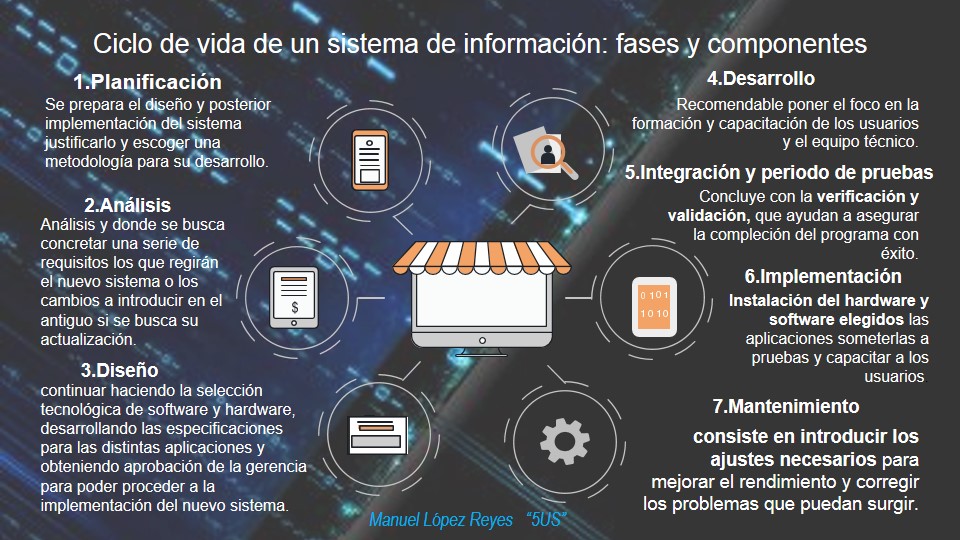 Ciclo de vida de un sistema de información: fases y componentes
1.Planificación
Se prepara el diseño y posterior
implementación del sistema
justificarlo y escoger una
metodología para su desarrollo.
2.Análisis
Análisis y donde se busca
concretar una serie de
requisitos los que regirán
el nuevo sistema o los
cambios a introducir en el
antiguo si se busca su
actualización.
3.Diseño
continuar haciendo la selección
tecnológica de software y hardware,
desarrollando las especificaciones
para las distintas aplicaciones y
obteniendo aprobación de la gerencia
para poder proceder a la
implementación del nuevo sistema.
4.Desarrollo
Recomendable poner el foco en la
formación y capacitación de los usuarios
y el equipo técnico.
5.Integración y periodo de pruebas
Concluye con la verificación y
validación, que ayudan a asegurar
la compleción del programa con
éxito.
6.Implementación
Instalación del hardware y
software elegidos las
aplicaciones someterlas a
pruebas y capacitar a los
usuarios.
7.Mantenimiento
consiste en introducir los
ajustes necesarios para
mejorar el rendimiento y corregir
los problemas que puedan surgir.
$
0 101
1 0 1 0
Manuel López Reyes “5US”